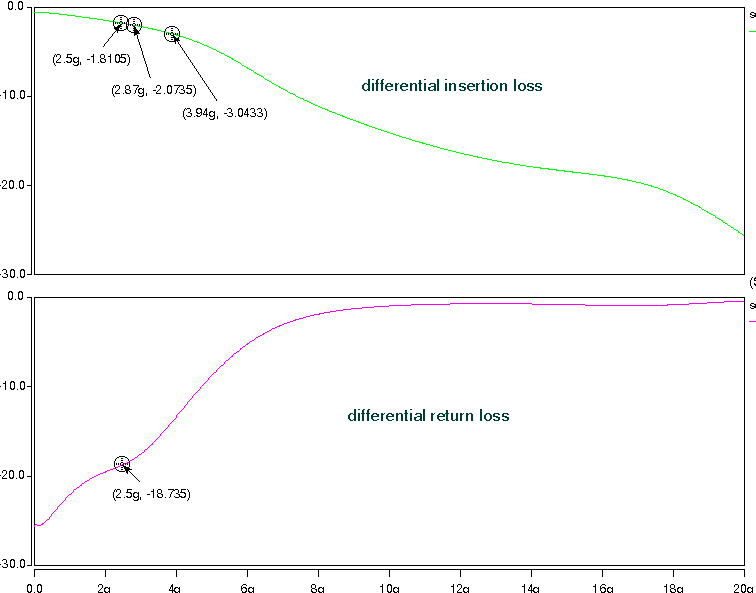 0.0
(2.5g, -1.8105)
(2.87g, -2.0735)
(3.94g, -3.0433)
differential insertion loss
-10.0
-20.0
-30.0
0.0
differential return loss
-10.0
-20.0
(2.5g, -18.735)
-30.0
0.0 2g 4g 6g 8g 10g 12g 14g 16g 18g 20g